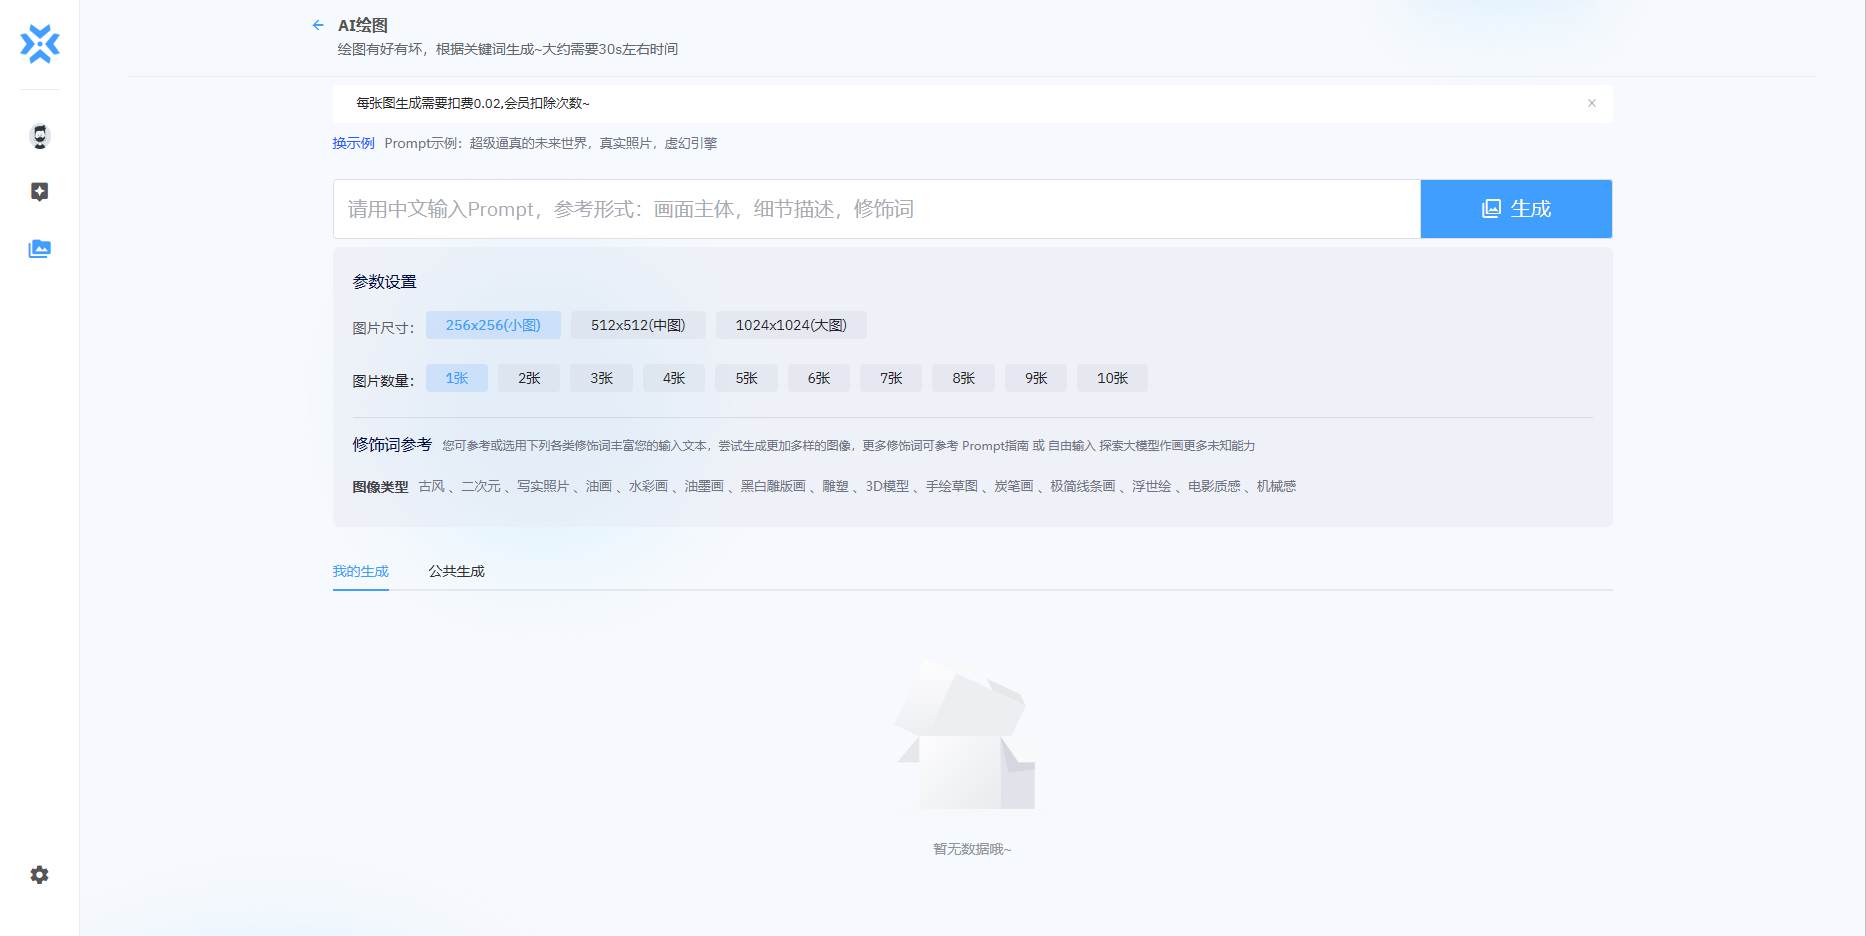 AI绘图
绘图有好有坏，根据关键词生成~大约需要30s左右时间
每张图生成需要扣费0.02,会员扣除次数~
换示例 Prompt示例：超级逼真的未来世界，真实照片，虚幻引擎
请用中文输入Prompt，参考形式：画面主体，细节描述，修饰词 生成
参数设置
图片尺寸： 256x256(小图) 512x512(中图) 1024x1024(大图)
图片数量： 1张 2张 3张 4张 5张 6张 7张 8张 9张 10张
修饰词参考 您可参考或选用下列各类修饰词丰富您的输入文本，尝试生成更加多样的图像，更多修饰词可参考 Prompt指南 或 自由输入 探索大模型作画更多未知能力
图像类型 古风 、二次元 、写实照片 、油画 、水彩画 、油墨画 、黑白雕版画 、雕塑 、3D模型 、手绘草图 、炭笔画 、极简线条画 、浮世绘 、电影质感 、机械感
我的生成 公共生成
暂无数据哦~